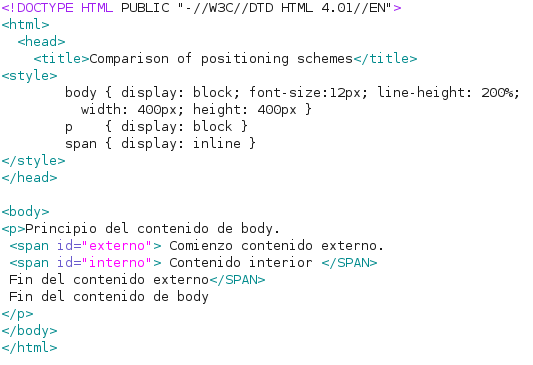 <!DOCTYPE HTML PUBLIC "-//W3C//DTD HTML 4.01//EN">
<html>
  <head>
    <title>Comparison of positioning schemes</title>
<style>
        body { display: block; font-size:12px; line-height: 200%;
          width: 400px; height: 400px }
        p    { display: block }
        span { display: inline }
</style>
</head>

<body>
<p>Principio del contenido de body.
 <span id="externo"> Comienzo contenido externo.
 <span id="interno"> Contenido interior </SPAN>
 Fin del contenido externo</SPAN>
 Fin del contenido de body
</p>
</body>
</html>